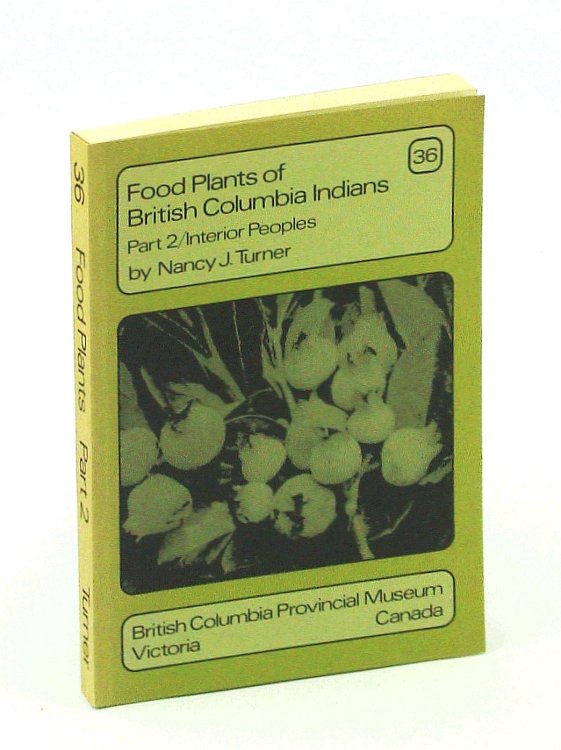 36
Food Plants of
British Columbia Indians
Part 2/Interior Peoples
by Nancy J. Turner
British Columbia Provincial Museum
Victoria Canada
36 Food Plants Part 2 Turner